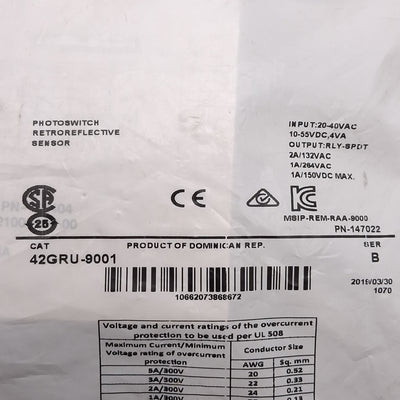 PHOTOSWITCH
RETROREFLECTIVE
SENSOR
INPUT:20-40VAC
10-55VDC,4VA
OUTPUT:RLY-SPDT
2A/132VAC
1A/264VAC
1A/150VDC MAX.
CE
MSIP-REM-RAA-9000
PN-147022
CAT
PRODUCT OF DOMINICAN REP.
SER
42GRU-9001
B
10662073868672
1070
Voltage and current ratings of the overcurrent
protection to be used per UL 508
Maximum Current/Minimum
Voltage Rating of
overcurrent protection
Conductor Size
AWG
Sq. mm
5A/300V 20 0.52
3A/300V 22 0.33
2A/300V 24 0.21
1A/300V